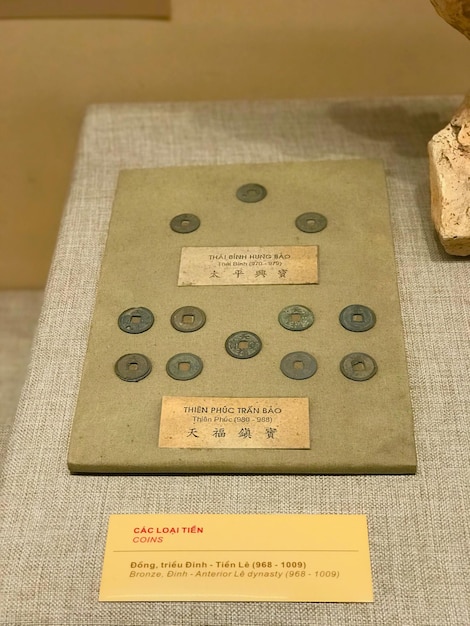 THÁI BÌNH HƯNG BẢO
Thái Bình (970 - 979)
太平興寶
THIÊN PHÚC TRẤN BẢO
Thiên Phúc (980 - 988)
天福鎮寶
CÁC LOẠI TIỀN
COINS
Đồng, triều Đinh - Tiền Lê (968 - 1009)
Bronze, Đinh - Anterior Lê dynasty (968 - 1009)